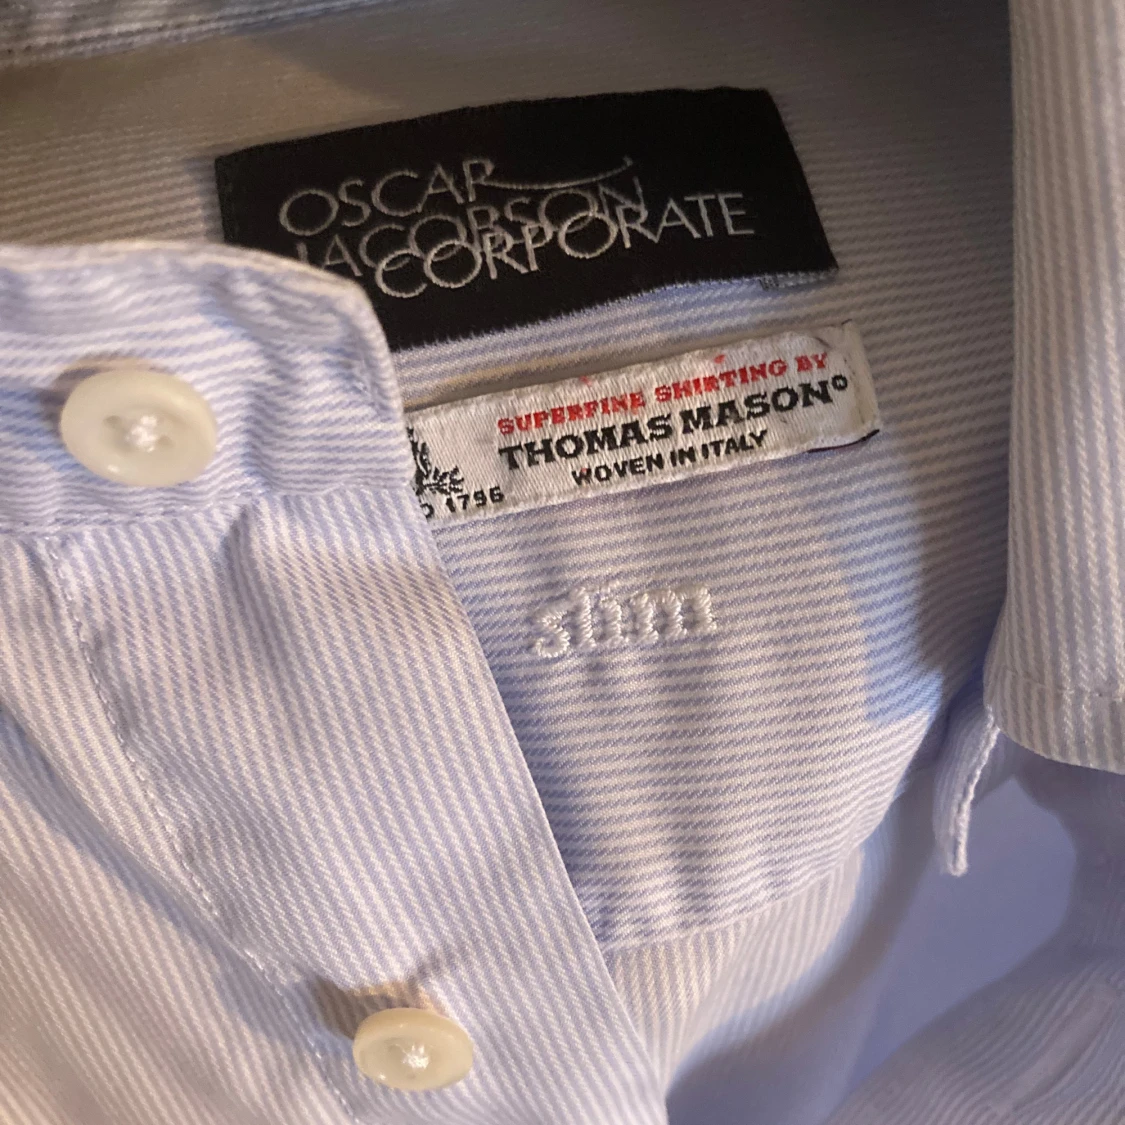 OSCAR
JACOBSON
CORPORATE
SUPERFINE SHIRTING BY
THOMAS MASON®
WOVEN IN ITALY
1796
slim